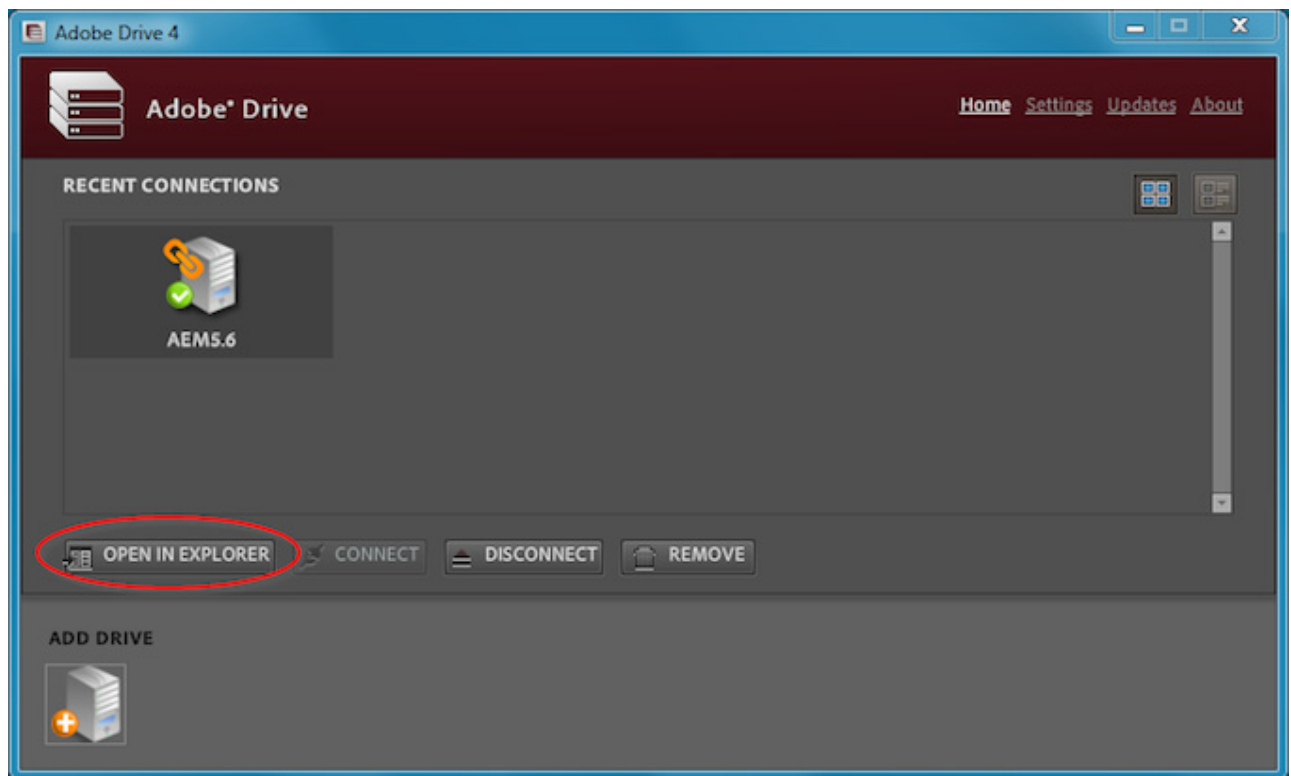 Adobe Drive 4
Adobe* Drive
Home Settings Updates About
RECENT CONNECTIONS
AEM5.6
OPEN IN EXPLORER CONNECT DISCONNECT REMOVE
ADD DRIVE